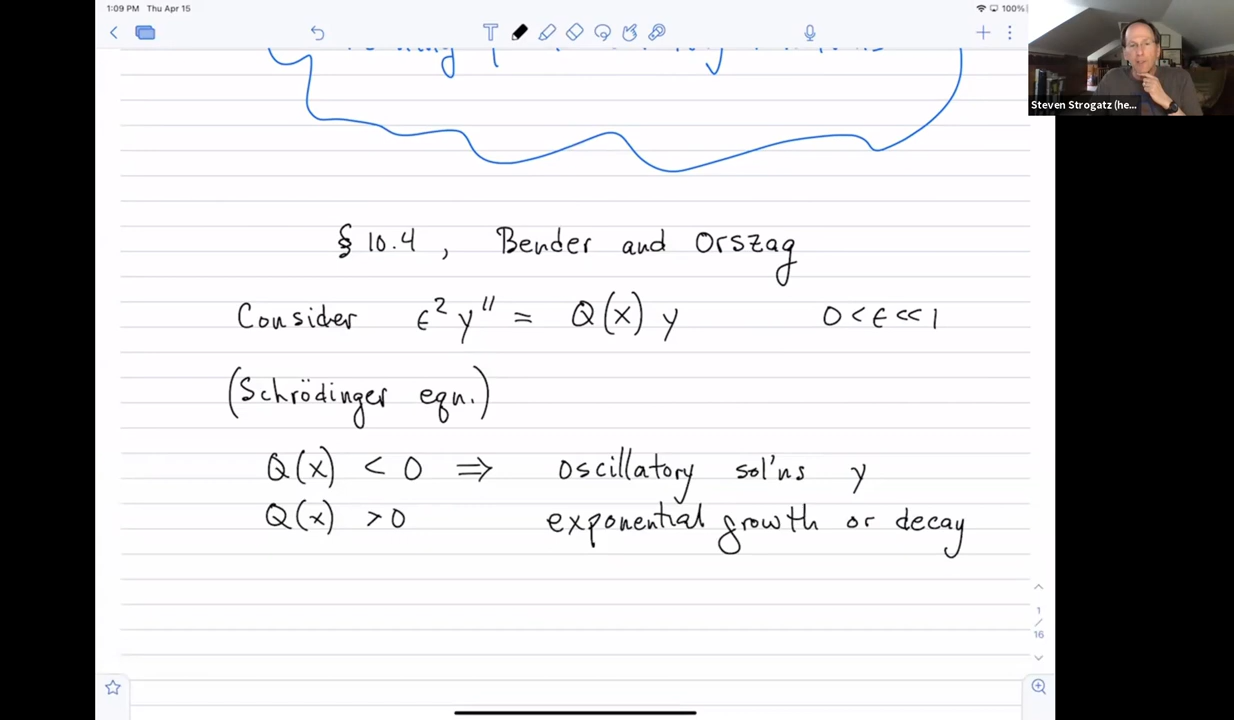 1:09 PM Thu Apr 15
100%
Steven Strogatz (he...
§ 10.4, Bender and Orszag
Consider ϵ² y'' = Q(x) y 0 < ϵ << 1
(Schrödinger eqn.)
Q(x) < 0 ⇒ oscillatory sol'ns y
Q(x) > 0 exponential growth or decay
1
/
16